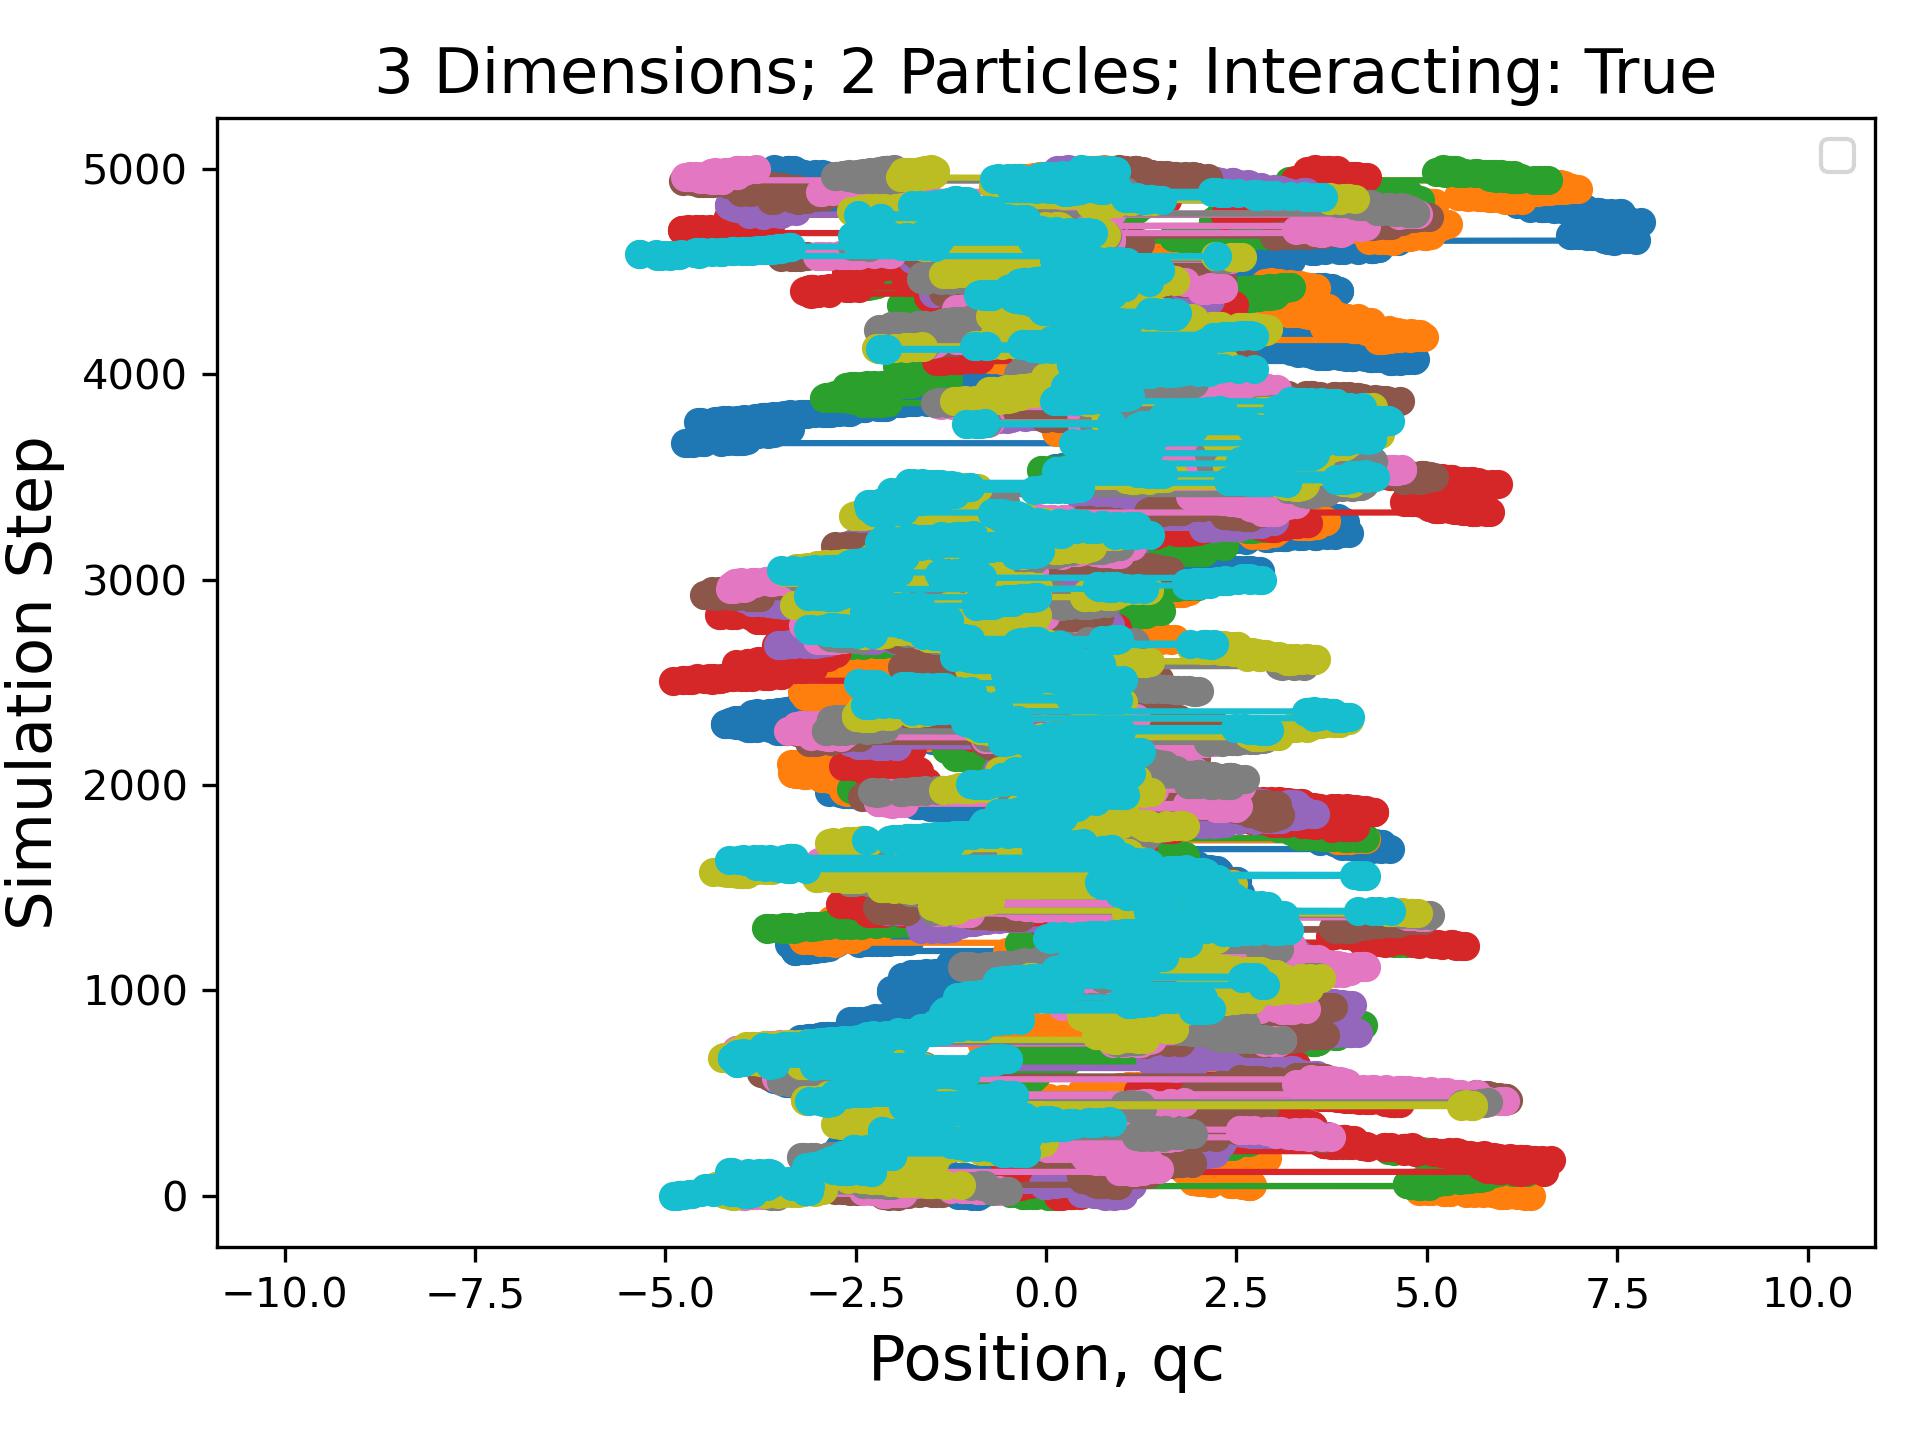 3 Dimensions; 2 Particles; Interacting: True
Simulation Step
5000
4000
3000
2000
1000
0
−10.0 −7.5 −5.0 −2.5 0.0 2.5 5.0 7.5 10.0
Position, qc